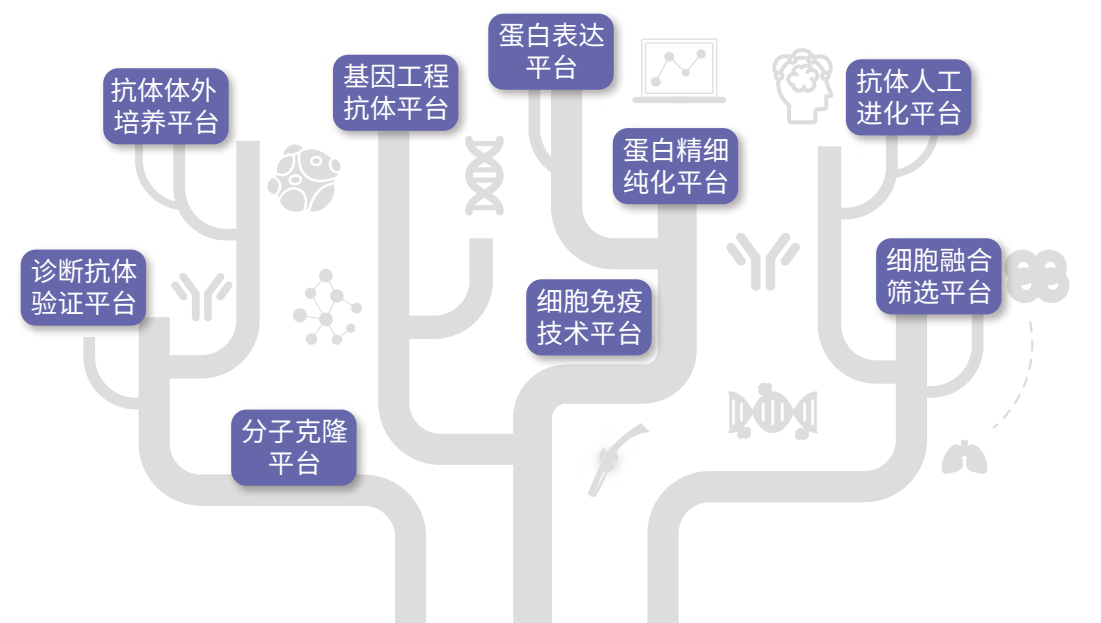 蛋白表达
平台
基因工程
抗体平台
抗体人工
进化平台
抗体体外
培养平台
蛋白精细
纯化平台
细胞融合
筛选平台
诊断抗体
验证平台
细胞免疫
技术平台
分子克隆
平台